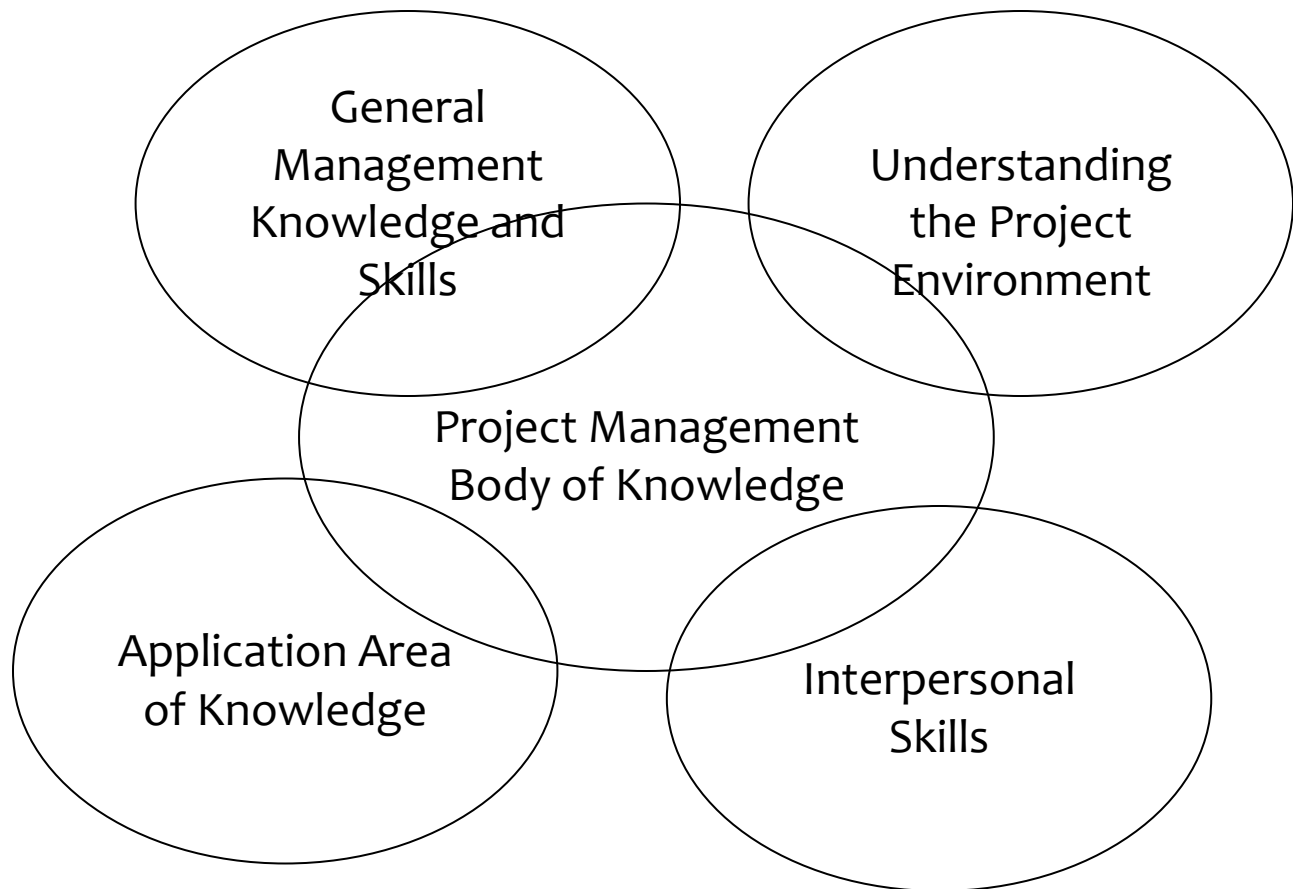 General
Management
Knowledge and
Skills
Understanding
the Project
Environment
Project Management
Body of Knowledge
Application Area
of Knowledge
Interpersonal
Skills